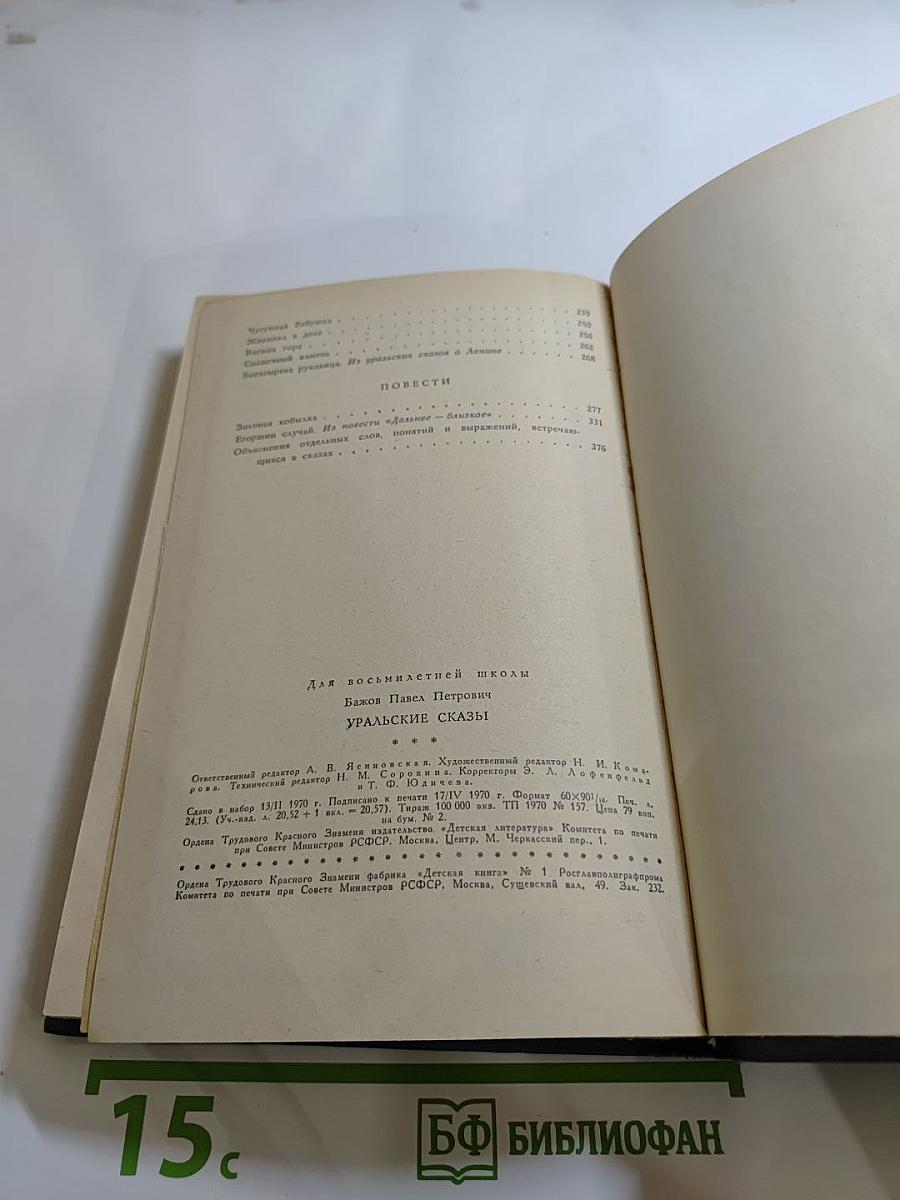 Чугунная бабушка . . . . . . . . . . . . . . . . . . 239
Живинка в деле . . . . . . . . . . . . . . . . . . 250
Васина гора . . . . . . . . . . . . . . . . . . 256
Солнечный камень . . . . . . . . . . . . . . . . . . 262
Богатырева рукавица. Из уральских сказов о Ленине . . . . . . 268
ПОВЕСТИ
Зеленая кобылка . . . . . . . . . . . . . . . . . . 277
Егоршин случай. Из повести «Дальнее — близкое» . . . . . . 331
Объяснения отдельных слов, понятий и выражений, встречаю-
щихся в сказах . . . . . . . . . . . . . . . . . . 376
Для восьмилетней школы
Бажов Павел Петрович
УРАЛЬСКИЕ СКАЗЫ
* * *
Ответственный редактор А. В. Ясиновская. Художественный редактор Н. И. Кома-
рова. Технический редактор Н. М. Сорокина. Корректоры Э. Л. Лофенфельд
и Т. Ф. Юдичева.
Сдано в набор 13/II 1970 г. Подписано к печати 17/IV 1970 г. Формат 60×90 1/16. Печ. л.
24,13. (Уч.-изд. л. 20,52 + 1 вкл. = 20,57). Тираж 100 000 экз. ТП 1970 № 157. Цена 79 коп.
на бум. № 2.
Ордена Трудового Красного Знамени издательство «Детская литература» Комитета по печати
при Совете Министров РСФСР. Москва, Центр, М. Черкасский пер., 1.
* * * * * * * * * * * * * * * * * * * * *
Ордена Трудового Красного Знамени фабрика «Детская книга» № 1 Росглавполиграфпрома
Комитета по печати при Совете Министров РСФСР, Москва, Сущевский вал, 49. Зак. 232.
15 с
БФ БИБЛИОФАН